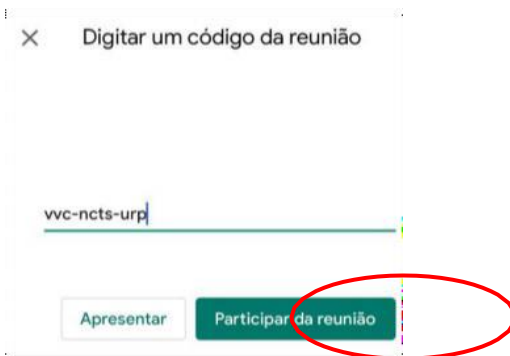 Digitar um código da reunião
vvc-ncts-urp
Apresentar
Participar da reunião